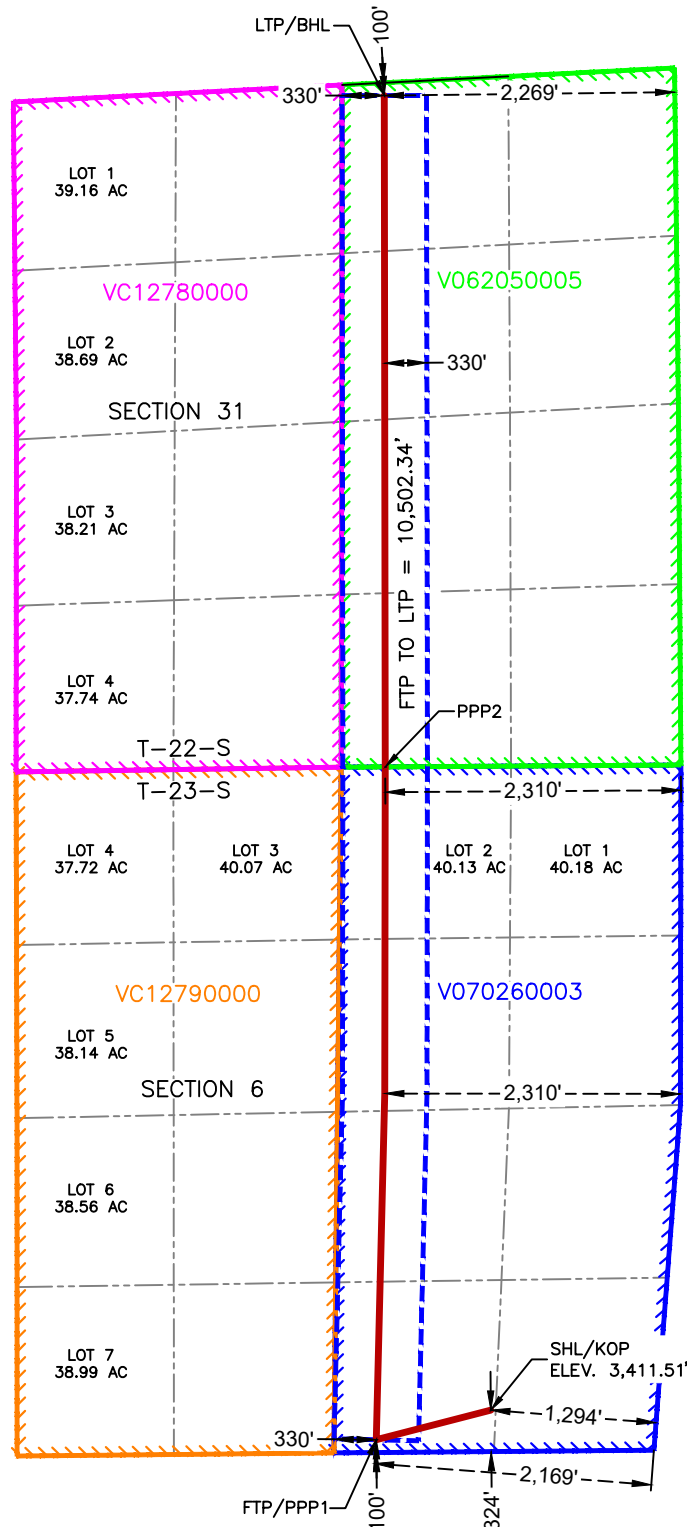 LTP/BHL
100'
330'
2,269'
LOT 1
39.16 AC
VC12780000
V062050005
LOT 2
38.69 AC
330'
SECTION 31
FTP TO LTP = 10,502.34'
LOT 3
38.21 AC
LOT 4
37.74 AC
PPP2
T-22-S
T-23-S
2,310'
LOT 4
37.72 AC
LOT 3
40.07 AC
LOT 2
40.13 AC
LOT 1
40.18 AC
VC12790000
V070260003
LOT 5
38.14 AC
SECTION 6
2,310'
LOT 6
38.56 AC
LOT 7
38.99 AC
SHL/KOP
ELEV. 3,411.51'
1,294'
330'
2,169'
FTP/PPP1
100'
324'